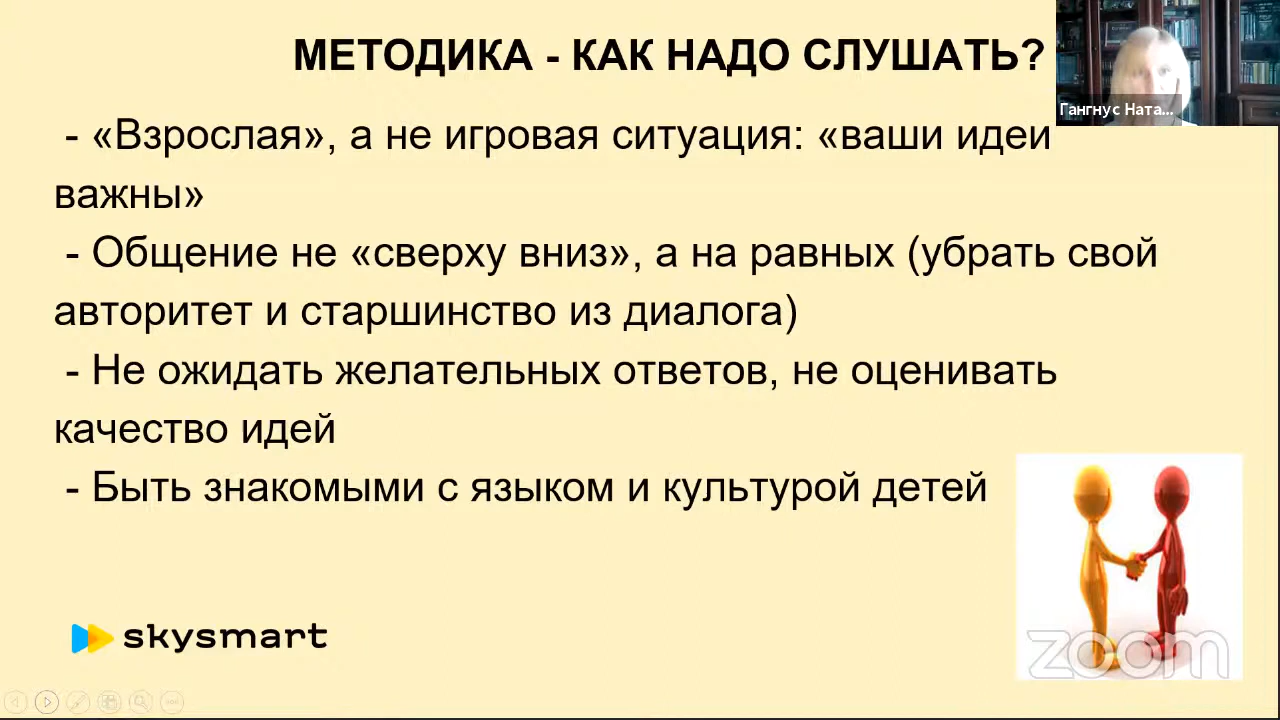 МЕТОДИКА - КАК НАДО СЛУШАТЬ?
Гангнус Ната...
- «Взрослая», а не игровая ситуация: «ваши идеи
важны»
- Общение не «сверху вниз», а на равных (убрать свой
авторитет и старшинство из диалога)
- Не ожидать желательных ответов, не оценивать
качество идей
- Быть знакомыми с языком и культурой детей
skysmart
zoom